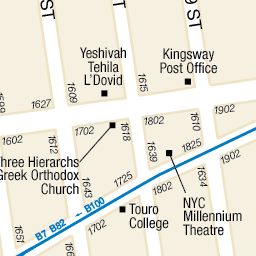 ST
9 ST
Yeshivah
Tehila
L'Dovid
Kingsway
Post Office
1627
1609
1615
1902
1599
1802
1702
1618
1612
1610
1639
1825
1902
Three Hierarchs
Greek Orthodox
Church
1643
1725
1802
1634
NYC
Millennium
Theatre
Touro
College
B7 B82 ← B100
1702
1651